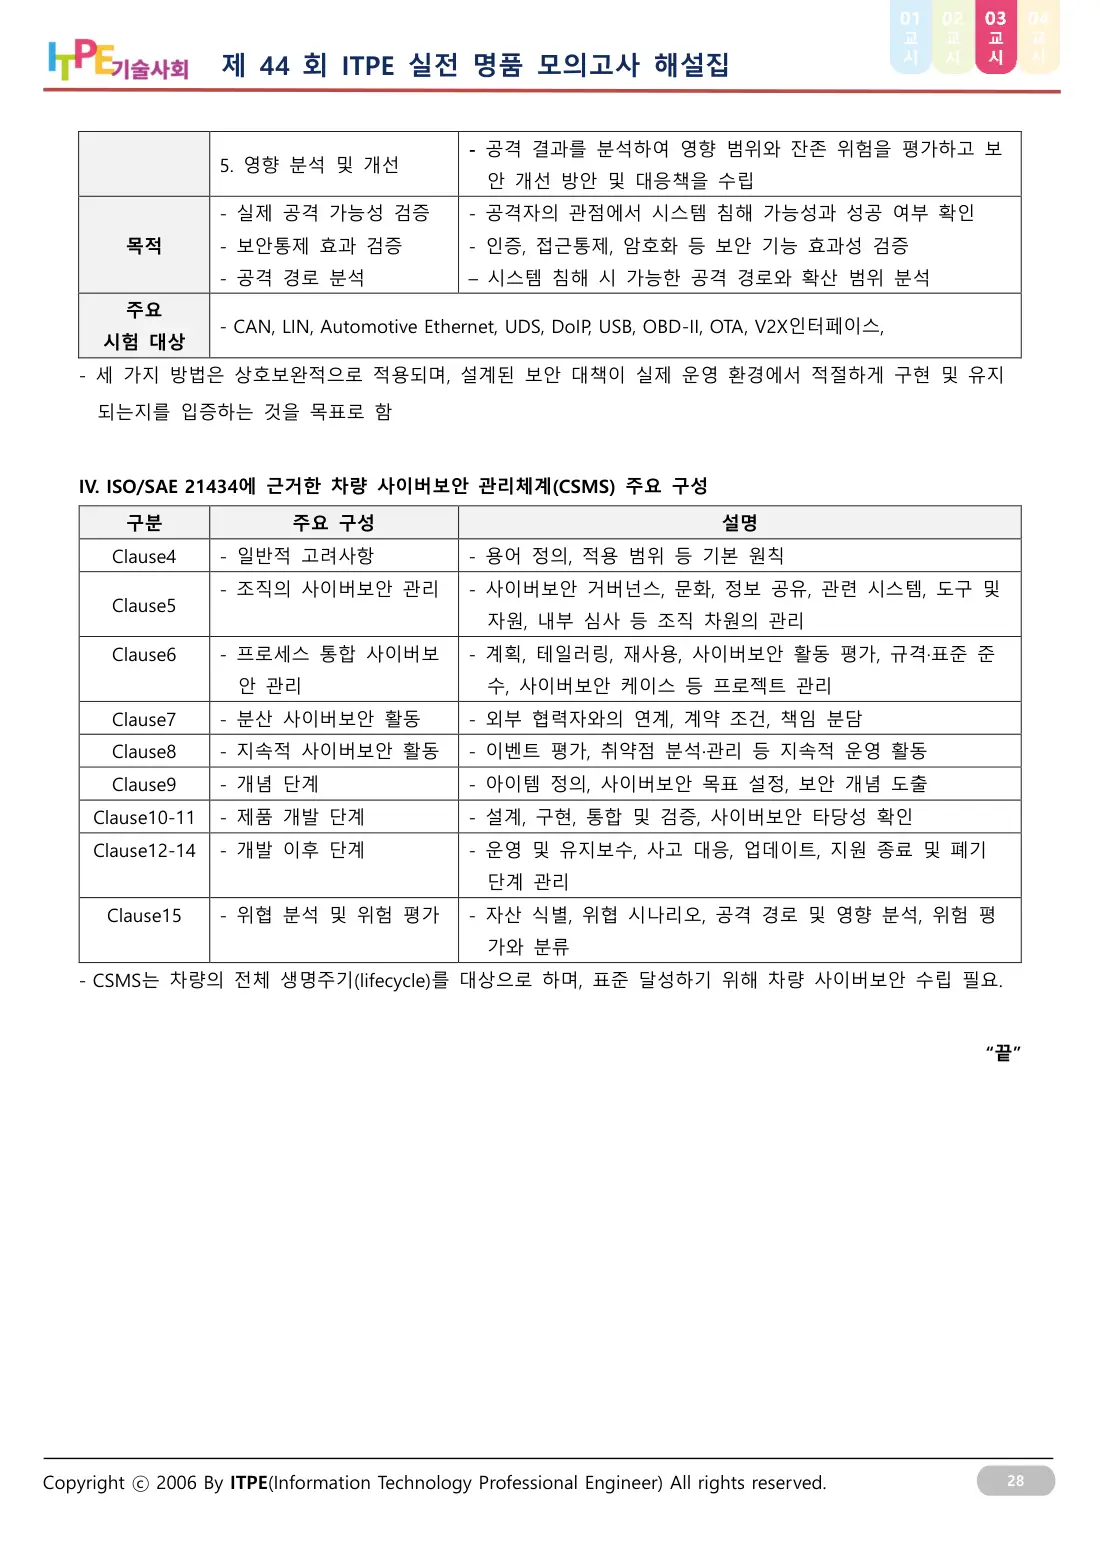 ITPE기술사회 제 44 회 ITPE 실전 명품 모의고사 해설집
01 교 시
02 교 시
03 교 시
04 교 시
5. 영향 분석 및 개선
- 공격 결과를 분석하여 영향 범위와 잔존 위험을 평가하고 보
안 개선 방안 및 대응책을 수립
목적
- 실제 공격 가능성 검증
- 보안통제 효과 검증
- 공격 경로 분석
- 공격자의 관점에서 시스템 침해 가능성과 성공 여부 확인
- 인증, 접근통제, 암호화 등 보안 기능 효과성 검증
– 시스템 침해 시 가능한 공격 경로와 확산 범위 분석
주요
시험 대상
- CAN, LIN, Automotive Ethernet, UDS, DoIP, USB, OBD-II, OTA, V2X인터페이스,
- 세 가지 방법은 상호보완적으로 적용되며, 설계된 보안 대책이 실제 운영 환경에서 적절하게 구현 및 유지
되는지를 입증하는 것을 목표로 함
IV. ISO/SAE 21434에 근거한 차량 사이버보안 관리체계(CSMS) 주요 구성
구분 주요 구성 설명
Clause4 - 일반적 고려사항 - 용어 정의, 적용 범위 등 기본 원칙
Clause5 - 조직의 사이버보안 관리 - 사이버보안 거버넌스, 문화, 정보 공유, 관련 시스템, 도구 및
자원, 내부 심사 등 조직 차원의 관리
Clause6 - 프로세스 통합 사이버보
안 관리
- 계획, 테일러링, 재사용, 사이버보안 활동 평가, 규격·표준 준
수, 사이버보안 케이스 등 프로젝트 관리
Clause7 - 분산 사이버보안 활동 - 외부 협력자와의 연계, 계약 조건, 책임 분담
Clause8 - 지속적 사이버보안 활동 - 이벤트 평가, 취약점 분석·관리 등 지속적 운영 활동
Clause9 - 개념 단계 - 아이템 정의, 사이버보안 목표 설정, 보안 개념 도출
Clause10-11 - 제품 개발 단계 - 설계, 구현, 통합 및 검증, 사이버보안 타당성 확인
Clause12-14 - 개발 이후 단계 - 운영 및 유지보수, 사고 대응, 업데이트, 지원 종료 및 폐기
단계 관리
Clause15 - 위협 분석 및 위험 평가 - 자산 식별, 위협 시나리오, 공격 경로 및 영향 분석, 위험 평
가와 분류
- CSMS는 차량의 전체 생명주기(lifecycle)를 대상으로 하며, 표준 달성하기 위해 차량 사이버보안 수립 필요.
“끝”
Copyright ⓒ 2006 By ITPE(Information Technology Professional Engineer) All rights reserved.
28